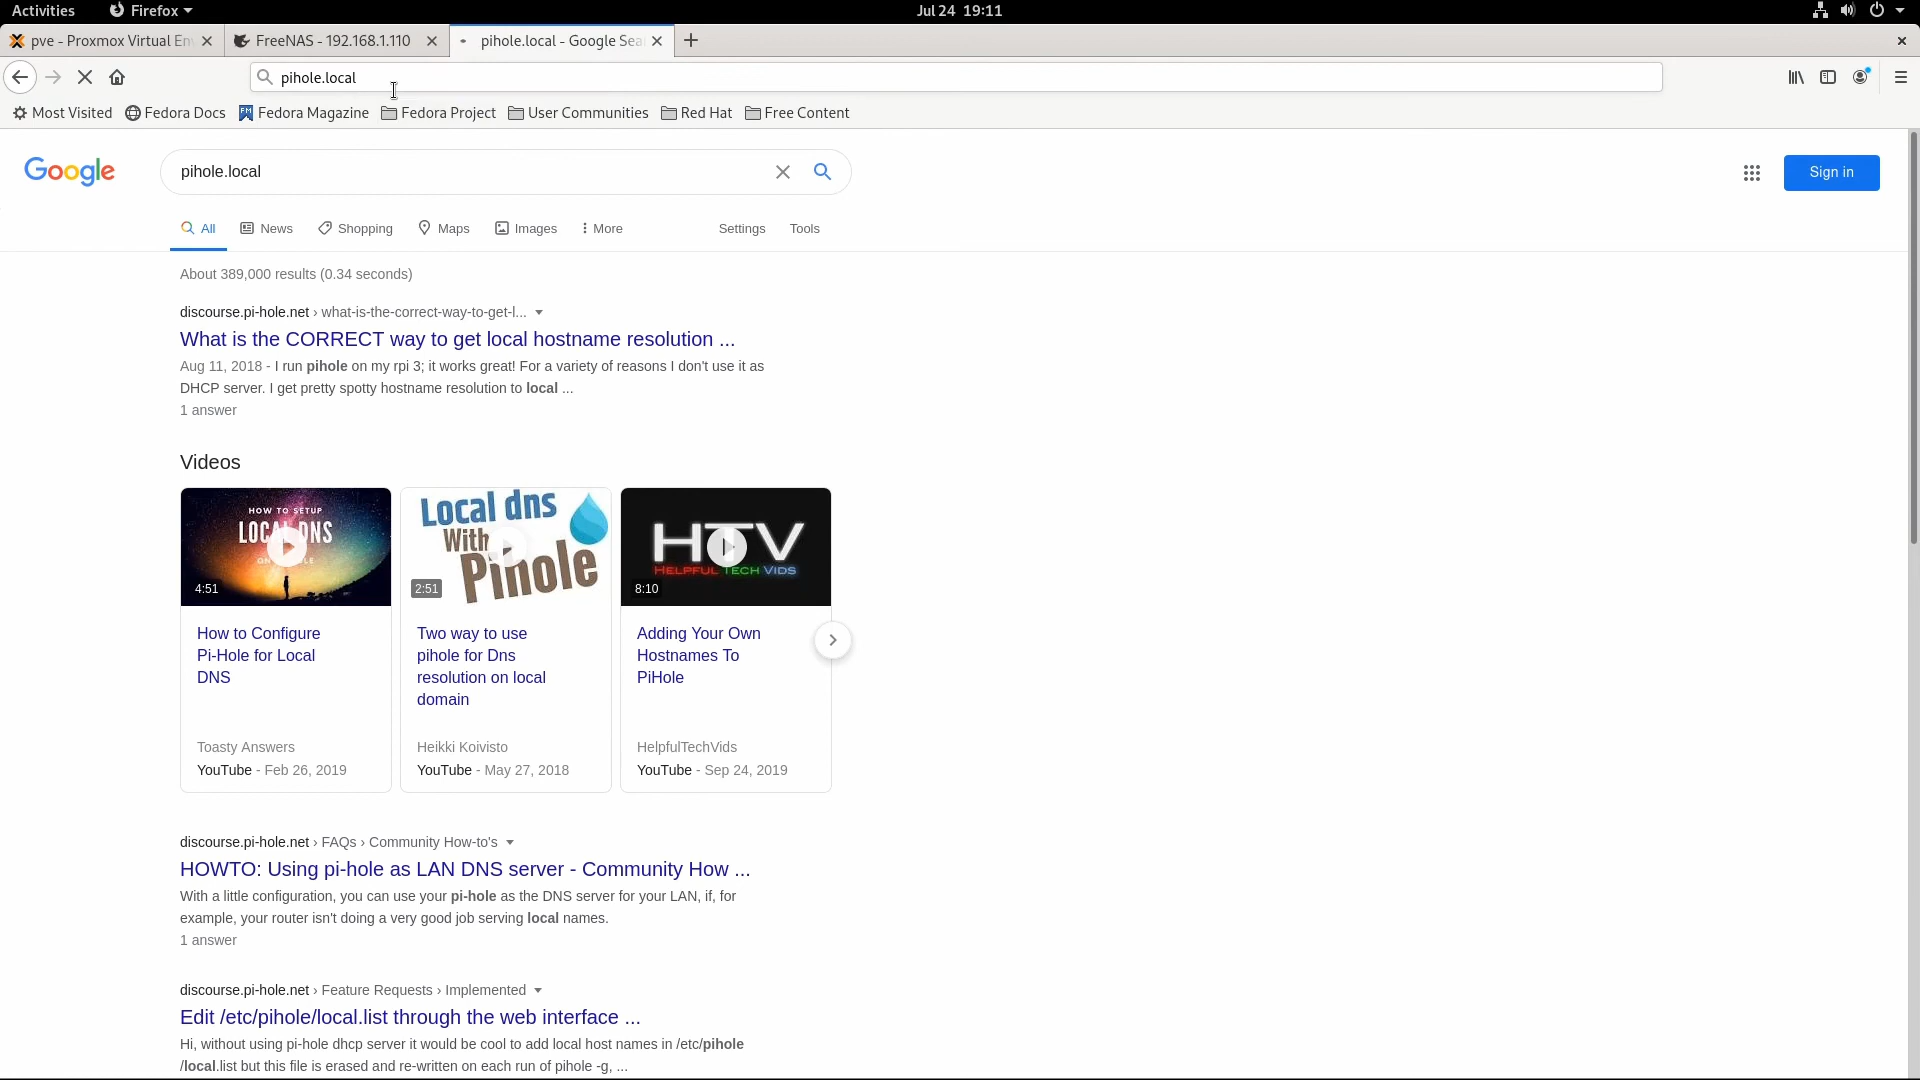 Activities Firefox Jul 24 19:11
pve - Proxmox Virtual En FreeNAS - 192.168.1.110 pihole.local - Google Sea
pihole.local
Most Visited Fedora Docs Fedora Magazine Fedora Project User Communities Red Hat Free Content
Google pihole.local Sign in
All News Shopping Maps Images More Settings Tools
About 389,000 results (0.34 seconds)
discourse.pi-hole.net › what-is-the-correct-way-to-get-l...
What is the CORRECT way to get local hostname resolution ...
Aug 11, 2018 - I run pihole on my rpi 3; it works great! For a variety of reasons I don't use it as
DHCP server. I get pretty spotty hostname resolution to local ...
1 answer
Videos
HOW TO SETUP
LOCAL DNS
4:51
Local dns
With
Pihole
2:51
HTV
HELPFUL TECH VIDS
8:10
How to Configure
Pi-Hole for Local
DNS
Toasty Answers
YouTube - Feb 26, 2019
Two way to use
pihole for Dns
resolution on local
domain
Heikki Koivisto
YouTube - May 27, 2018
Adding Your Own
Hostnames To
PiHole
HelpfulTechVids
YouTube - Sep 24, 2019
discourse.pi-hole.net › FAQs › Community How-to's
HOWTO: Using pi-hole as LAN DNS server - Community How ...
With a little configuration, you can use your pi-hole as the DNS server for your LAN, if, for
example, your router isn't doing a very good job serving local names.
1 answer
discourse.pi-hole.net › Feature Requests › Implemented
Edit /etc/pihole/local.list through the web interface ...
Hi, without using pi-hole dhcp server it would be cool to add local host names in /etc/pihole
/local.list but this file is erased and re-written on each run of pihole -g, ...